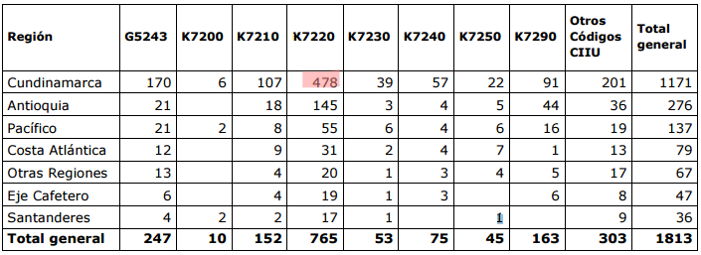 Región G5243 K7200 K7210 K7220 K7230 K7240 K7250 K7290 Otros Códigos CIIU Total general
Cundinamarca 170 6 107 478 39 57 22 91 201 1171
Antioquia 21 18 145 3 4 5 44 36 276
Pacífico 21 2 8 55 6 4 6 16 19 137
Costa Atlántica 12 9 31 2 4 7 1 13 79
Otras Regiones 13 4 20 1 3 4 5 17 67
Eje Cafetero 6 4 19 1 3 6 8 47
Santanderes 4 2 2 17 1 1 9 36
Total general 247 10 152 765 53 75 45 163 303 1813